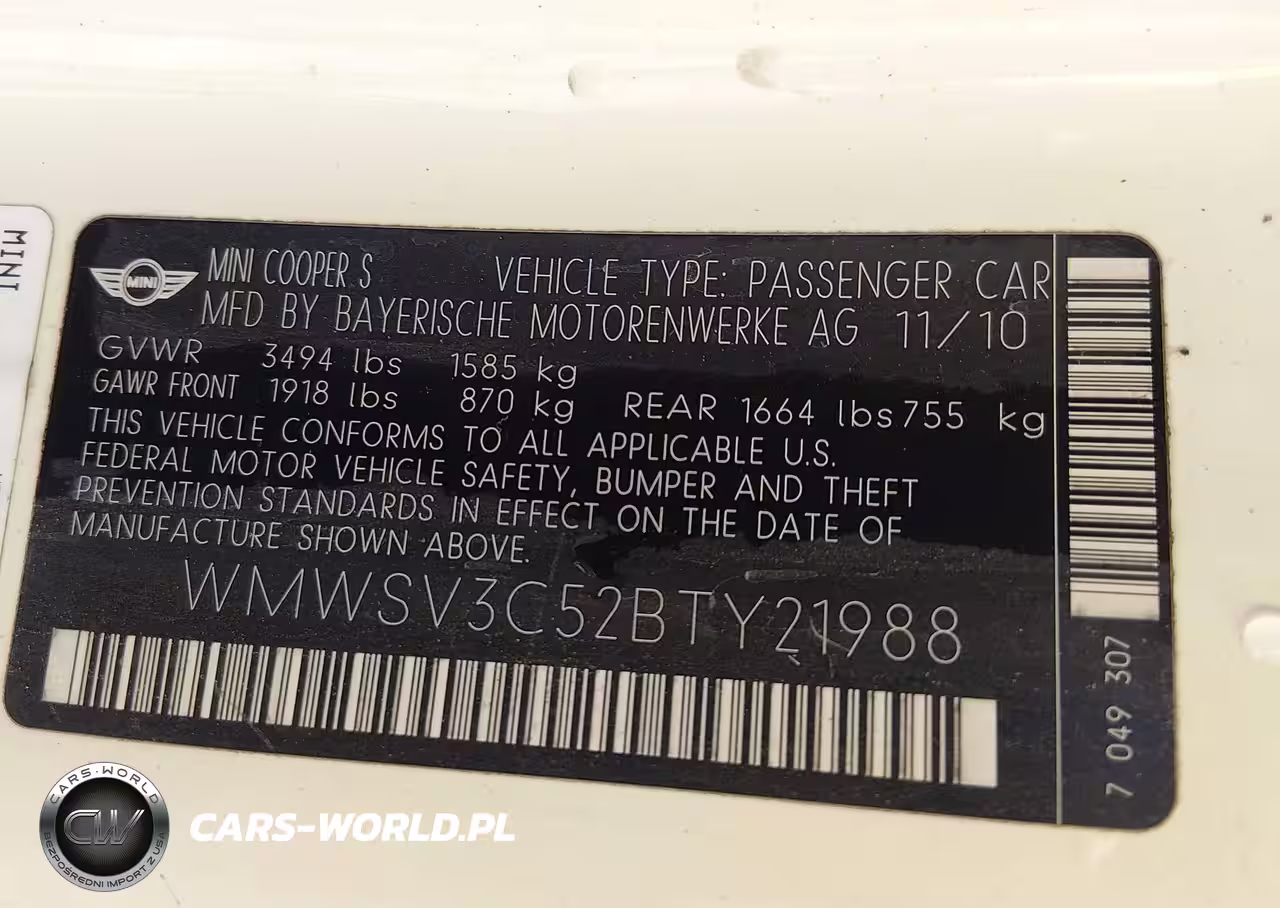 MINI
MINI
MINI COOPER S
VEHICLE TYPE: PASSENGER CAR
MFD BY BAYERISCHE MOTORENWERKE AG 11/10
GVWR 3494 lbs 1585 kg
GAWR FRONT 1918 lbs 870 kg REAR 1664 lbs 755 kg
THIS VEHICLE CONFORMS TO ALL APPLICABLE U.S.
FEDERAL MOTOR VEHICLE SAFETY, BUMPER AND THEFT
PREVENTION STANDARDS IN EFFECT ON THE DATE OF
MANUFACTURE SHOWN ABOVE.
WMWSV3C52BTY21988
7 049 307
CARS-WORLD
CW
BEZPOŚREDNI IMPORT Z USA
CARS-WORLD.PL